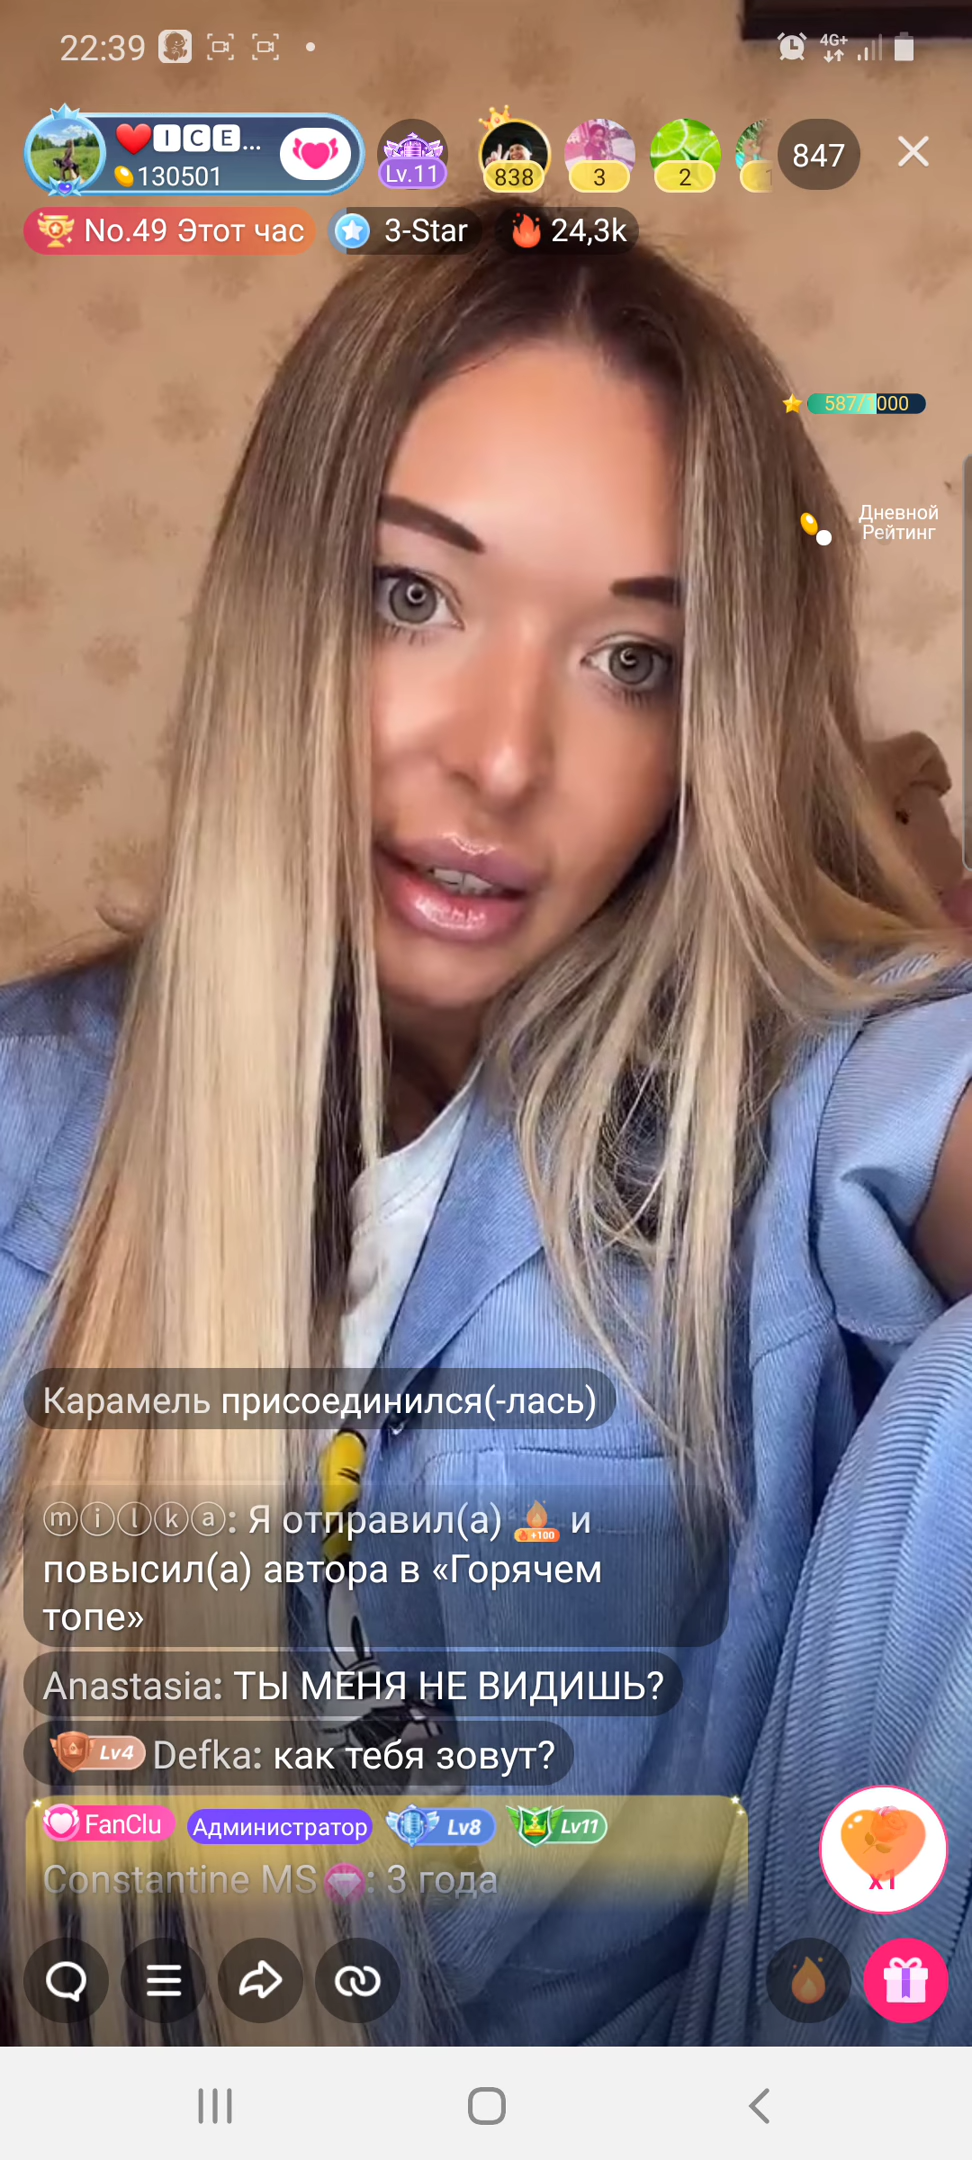 22:39
4G+
❤️ICE...
130501
Lv.11
838
3
2
1
847
No.49 Этот час
3-Star
24,3k
587/1000
Дневной
Рейтинг
Карамель присоединился(-лась)
ⓜⓘⓛⓚⓐ: Я отправил(а) +100 и
повысил(а) автора в «Горячем
топе»
Anastasia: ТЫ МЕНЯ НЕ ВИДИШЬ?
Lv4 Defka: как тебя зовут?
FanClu Администратор Lv8 Lv11
Constantine MS: 3 года
x1